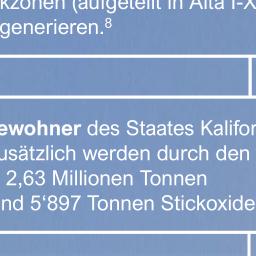 kzonen (aufgeteilt in Alta I-X
generieren.⁸
ewohner des Staates Kalifor
usätzlich werden durch den
2,63 Millionen Tonnen
nd 5‘897 Tonnen Stickoxide